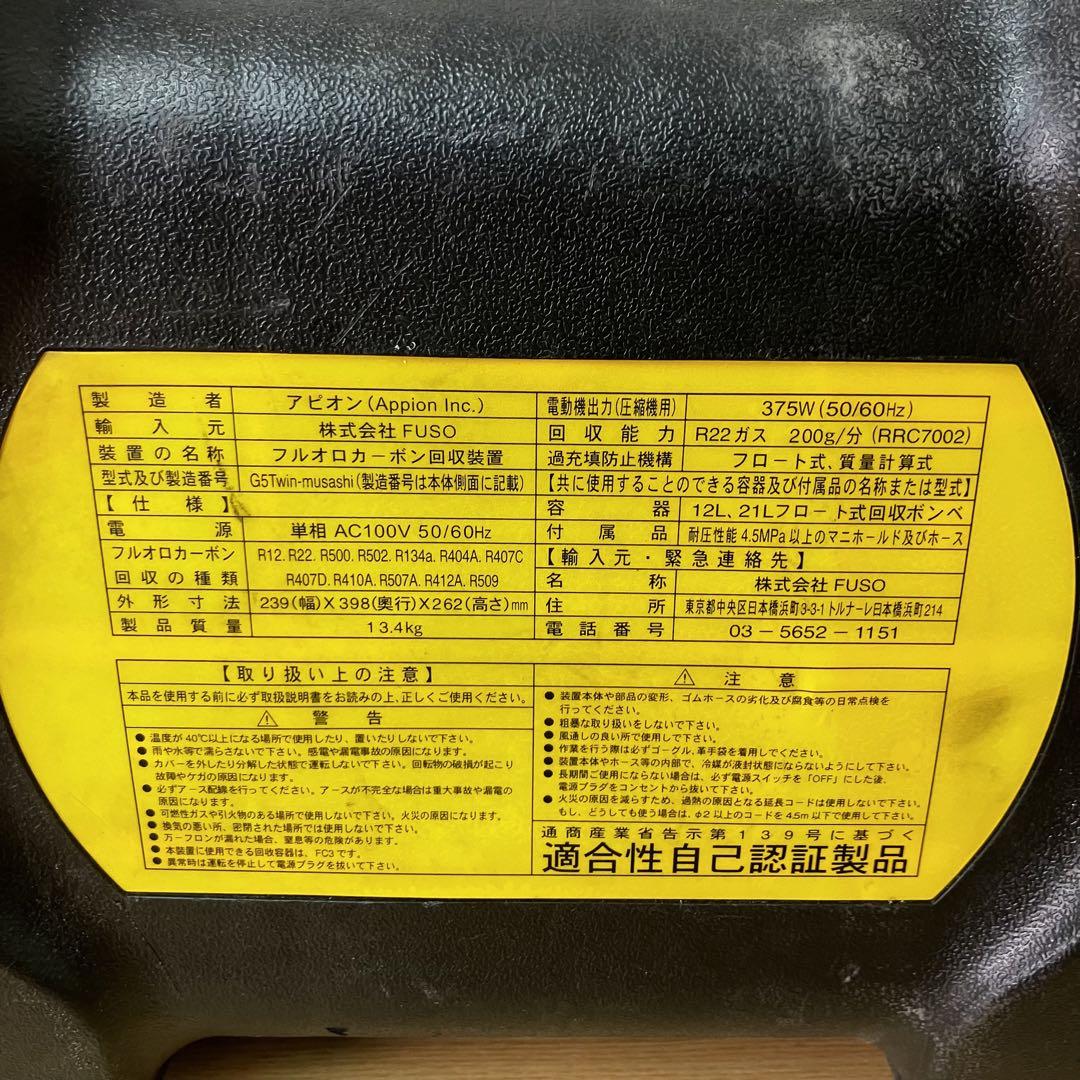 製造者 アピオン(Appion Inc.)
輸入元 株式会社 FUSO
装置の名称 フルオロカーボン回収装置
型式及び製造番号 G5Twin-musashi(製造番号は本体側面に記載)
【仕様】
電源 単相 AC100V 50/60Hz
フルオロカーボン R12. R22. R500. R502. R134a. R404A. R407C
回収の種類 R407D. R410A. R507A. R412A. R509
外形寸法 239(幅)X398(奥行)X262(高さ)mm
製品質量 13.4kg
電動機出力(圧縮機用) 375W(50/60Hz)
回収能力 R22ガス 200g/分(RRC7002)
過充填防止機構 フロート式、質量計算式
【共に使用することのできる容器及び付属品の名称または型式】
容器 12L、21Lフロート式回収ボンベ
付属品 耐圧性能 4.5MPa以上のマニホールド及びホース
【輸入元・緊急連絡先】
名称 株式会社 FUSO
住所 東京都中央区日本橋浜町3-3-1トルナーレ日本橋浜町214
電話番号 03-5652-1151
【取り扱い上の注意】
本品を使用する前に必ず取扱説明書をお読みの上、正しくご使用ください。
⚠ 警告
● 温度が40℃以上になる場所で使用したり、置いたりしないで下さい。
● 雨や水等で濡らさないで下さい。感電や漏電事故の原因になります。
● カバーを外したり分解した状態で運転しないで下さい。回転物の破損が起こり
故障やケガの原因になります。
● 必ずアース配線を行ってください。アースが不完全な場合は重大事故や漏電の
原因になります。
● 可燃性ガスや引火物のある場所で使用しないで下さい。火災の原因になります。
● 換気の悪い所、密閉された場所では使用しないで下さい。
● 万一フロンが漏れた場合、窒息等の危険があります。
● 本装置に使用できる回収容器は、FC3です。
● 異常時は運転を停止して電源プラグを抜いて下さい。
⚠ 注意
● 装置本体や部品の変形、ゴムホースの劣化及び腐食等の日常点検を
行ってください。
● 粗暴な取り扱いをしないで下さい。
● 風通しの良い所で使用して下さい。
● 作業を行う際は必ずゴーグル、革手袋を着用してください。
● 装置本体やホース等の内部で、冷媒が液封状態にならないようにして下さい。
● 長期間ご使用にならない場合は、必ず電源スイッチを「OFF」にした後、
電源プラグをコンセントから抜いて下さい。
● 火災の原因を減らすため、過熱の原因となる延長コードは使用しないで下さい。
もし、どうしても使う場合は、φ2以上のコードを4.5m以下で使用して下さい。
通商産業省告示第139号に基づく
適合性自己認証製品